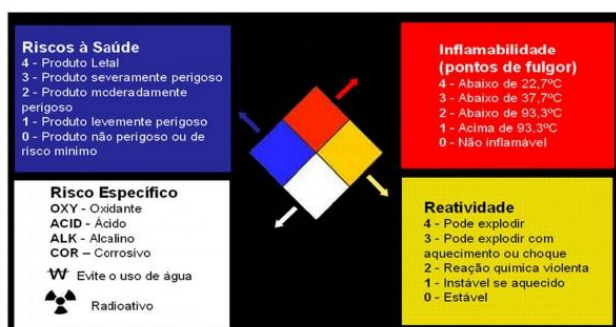 Riscos à Saúde
4 - Produto Letal
3 - Produto severamente perigoso
2 - Produto mcderadamente
perigoso
1 - Produto levemente perigoso
0 - Produto não perigoso ou de
risco mínimo
Inflamabilidade
(pontos de fulgor)
4 - Abaixo de 22,7ºC
3 - Abaixo de 37,7ºC
2 - Abaixo de 93,3ºC
1 - Acima de 93,3ºC
0 - Não inflamável
Risco Específico
OXY - Oxidante
ACID - Ácido
ALK - Alcalino
COR – Corrosivo
W Evite o uso de água
Radioativo
Reatividade
4 - Pode explodir
3 - Pode explodir com
aquecimento ou choque
2 - Reação química violenta
1 - Instável se aquecido
0 - Estável